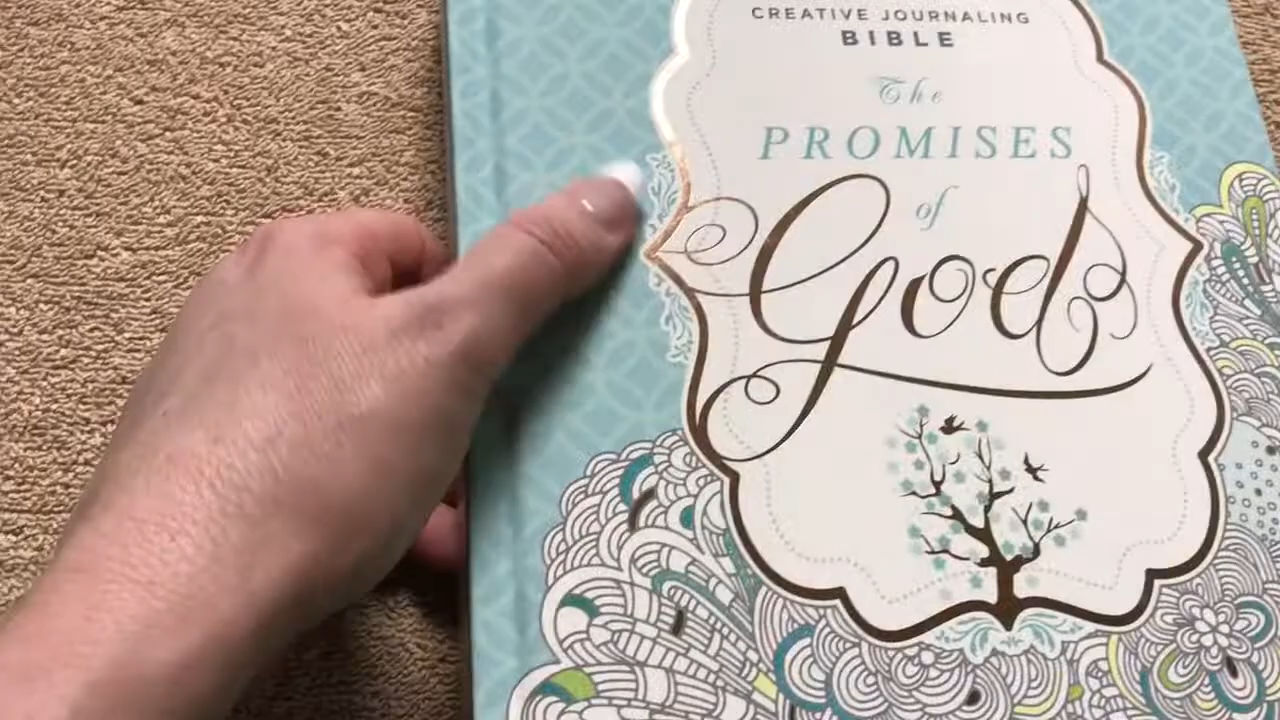 CREATIVE JOURNALING
BIBLE
The
PROMISES
of
God